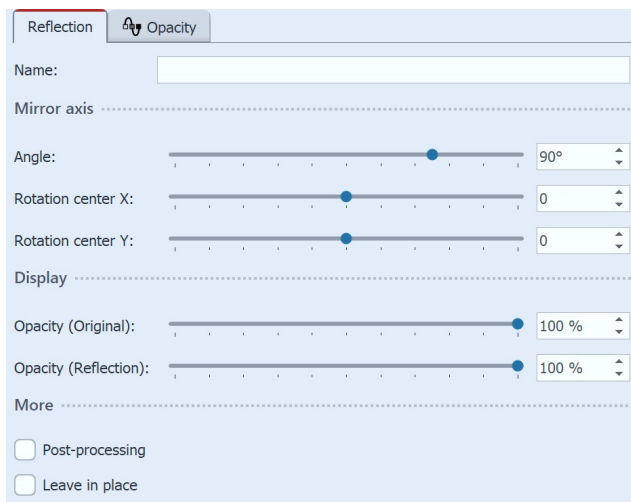 Reflection Opacity
Name:
Mirror axis
Angle: 90°
Rotation center X: 0
Rotation center Y: 0
Display
Opacity (Original): 100 %
Opacity (Reflection): 100 %
More
Post-processing
Leave in place